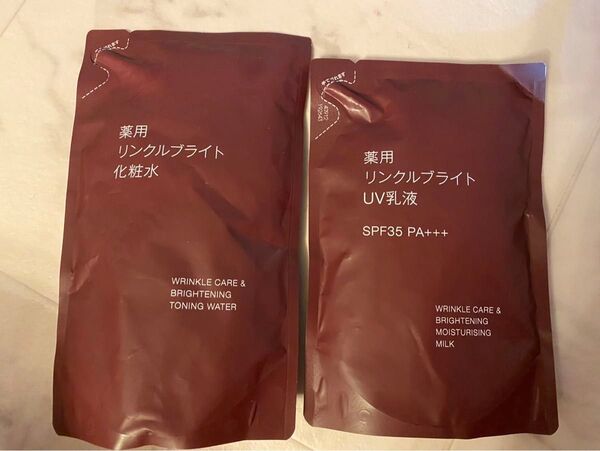 薬用
リンクルブライト
化粧水
WRINKLE CARE &
BRIGHTENING
TONING WATER
薬用
リンクルブライト
UV乳液
SPF35 PA+++
WRINKLE CARE &
BRIGHTENING
MOISTURISING
MILK